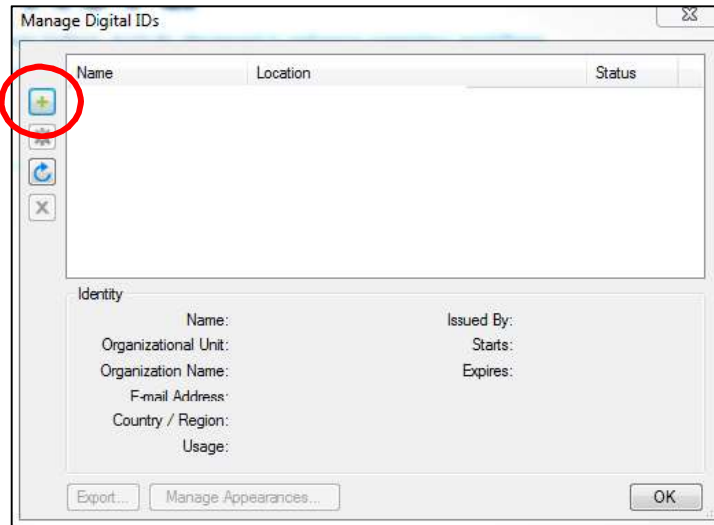 Manage Digital IDs
Name Location Status
Identity
Name: Issued By:
Organizational Unit: Starts:
Organization Name: Expires:
E-mail Address:
Country / Region:
Usage:
Export... Manage Appearances... OK